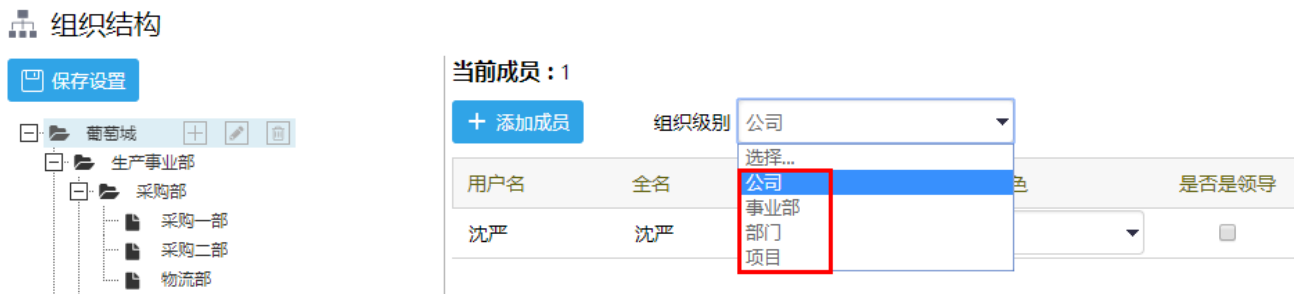 组织结构
保存设置
葡萄城
生产事业部
采购部
采购一部
采购二部
物流部
当前成员：1
添加成员
组织级别 公司
选择...
公司
事业部
部门
项目
用户名 全名 色 是否是领导
沈严 沈严